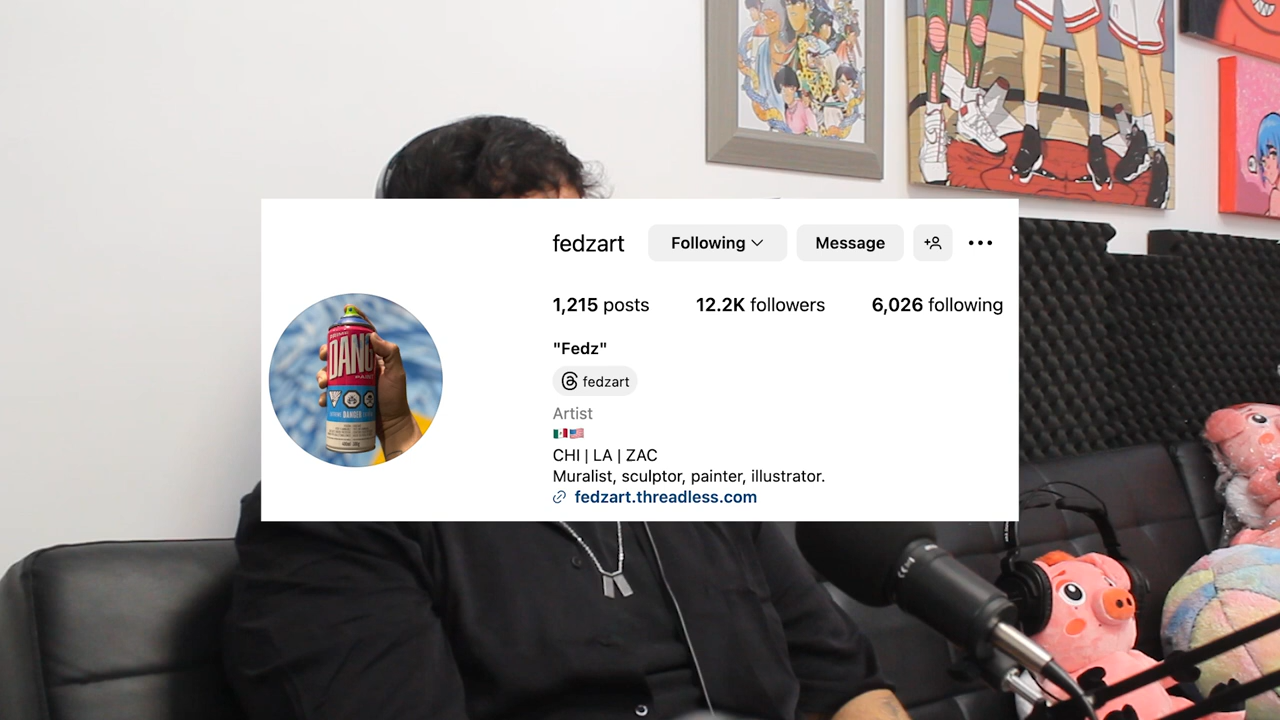 fedzart Following Message
1,215 posts 12.2K followers 6,026 following
"Fedz"
fedzart
Artist
CHI | LA | ZAC
Muralist, sculptor, painter, illustrator.
fedzart.threadless.com
DANG
DANGER